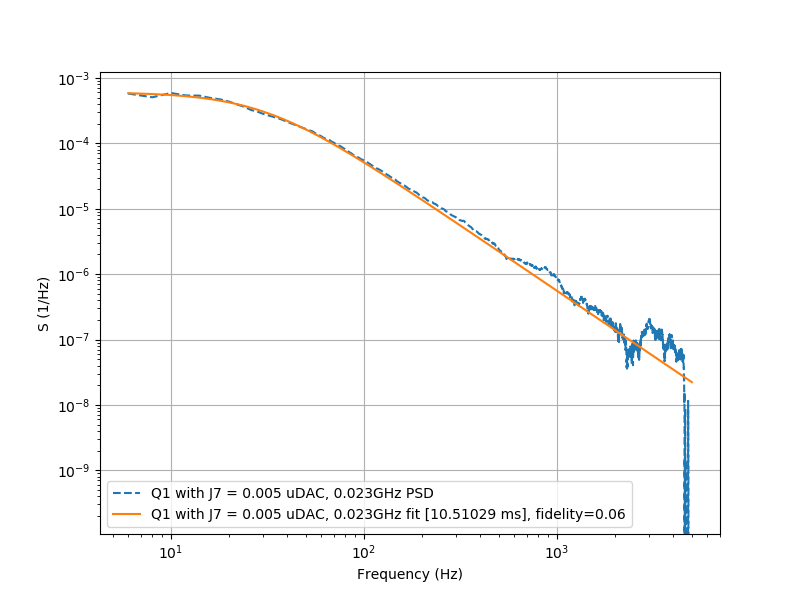 10⁻³
10⁻⁴
10⁻⁵
10⁻⁶
10⁻⁷
10⁻⁸
10⁻⁹
S (1/Hz)
Q1 with J7 = 0.005 uDAC, 0.023GHz PSD
Q1 with J7 = 0.005 uDAC, 0.023GHz fit [10.51029 ms], fidelity=0.06
10¹ 10² 10³
Frequency (Hz)